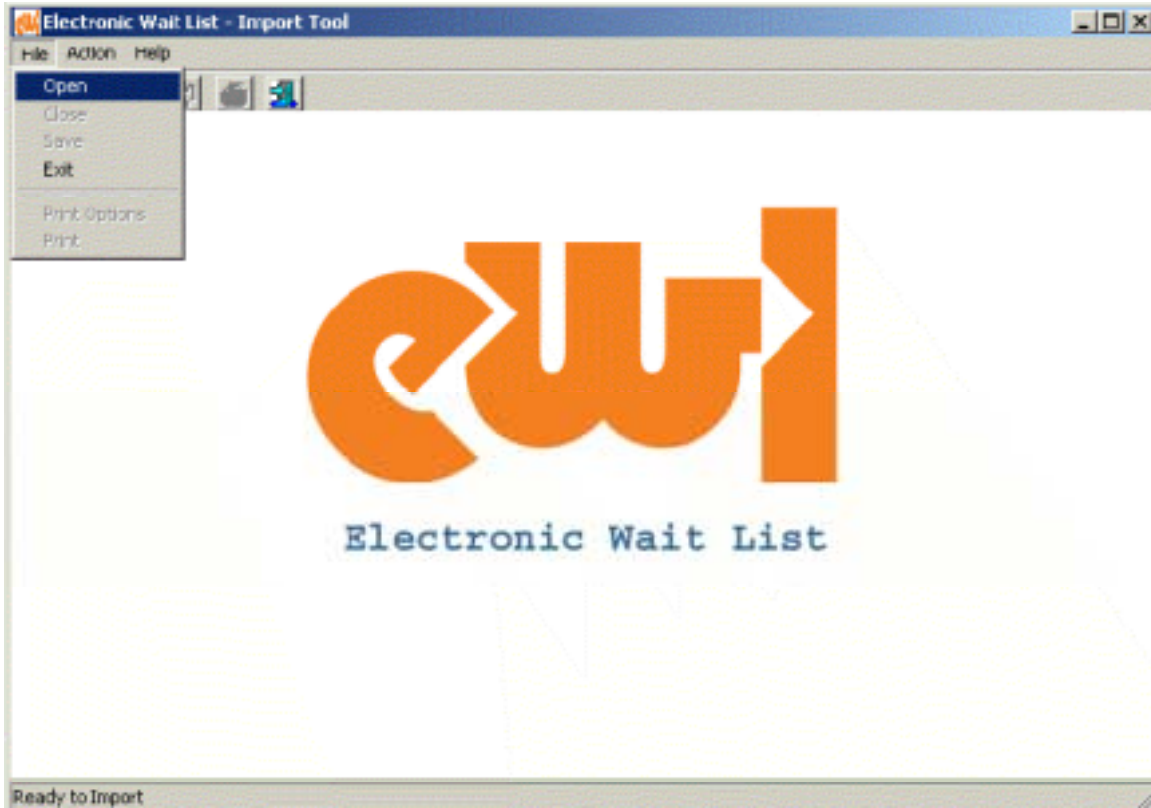 Electronic Wait List - Import Tool
File Action Help
Open
Close
Save
Exit
Print Options
Print
ewl
Electronic Wait List
Ready to Import